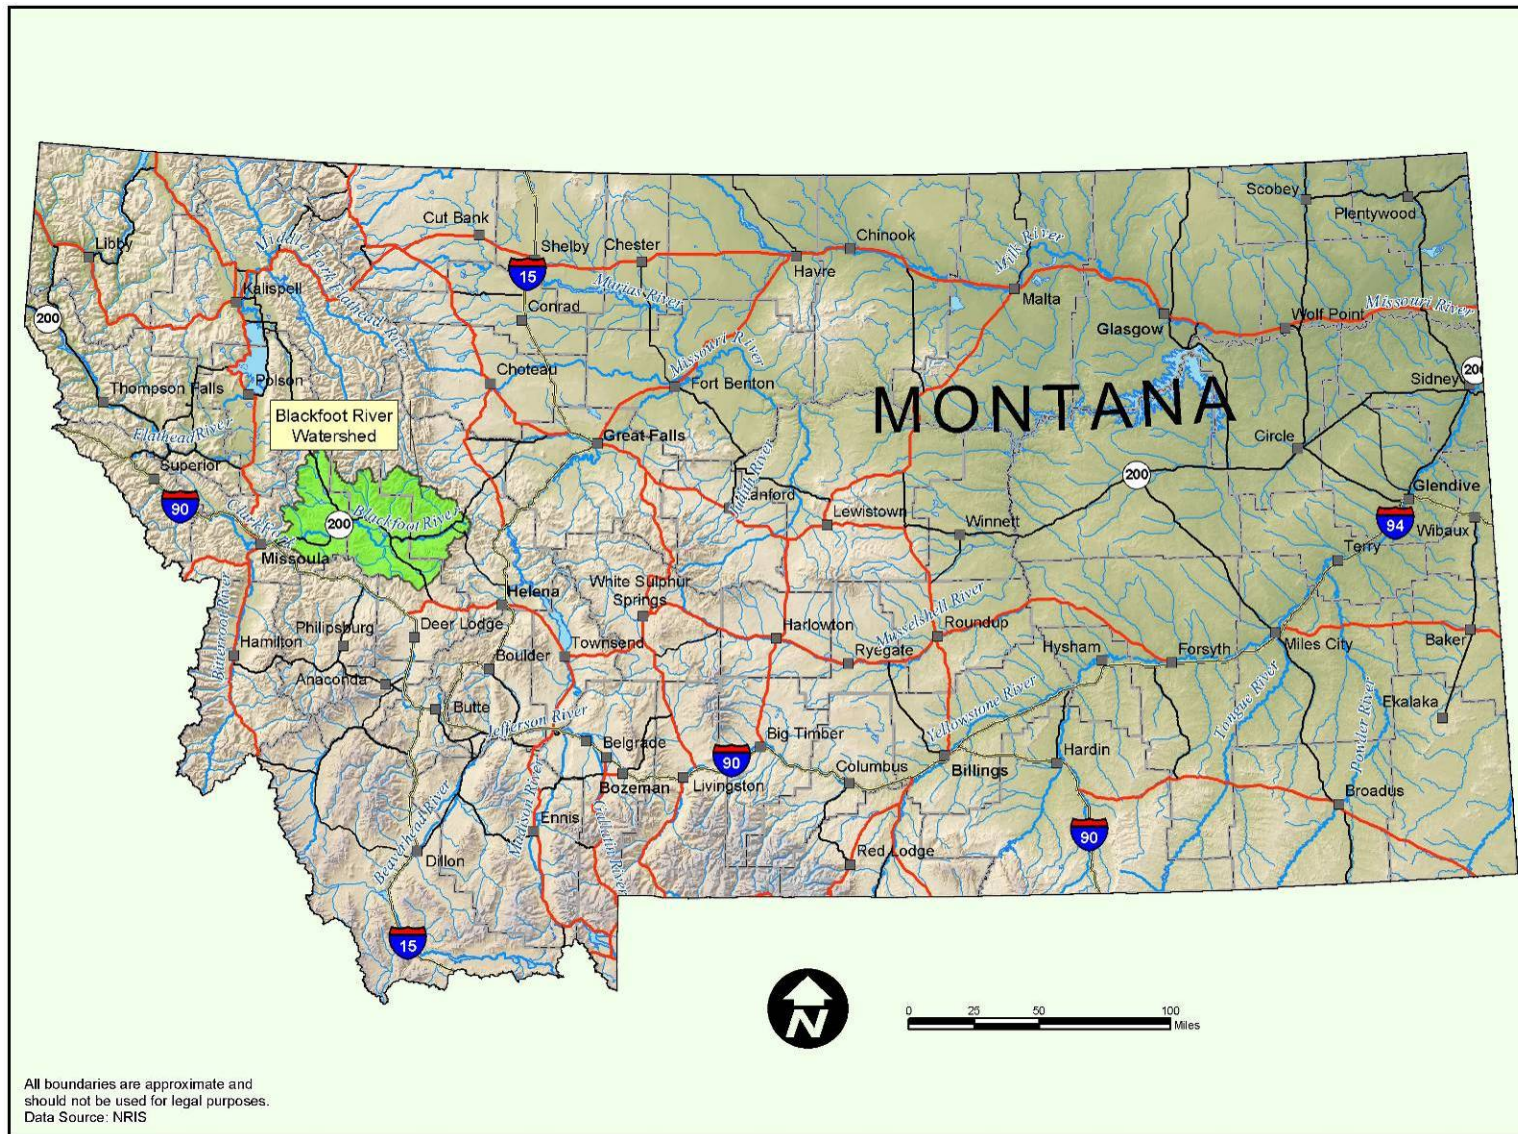 Scobey
Plentywood
Cut Bank
Shelby
Chester
Chinook
Libby
Middle Fork Flathead River
15
Havre
Milk River
Kalispell
Marias River
Malta
Conrad
Missouri River
200
Glasgow
Wolf Point
Missouri River
Choteau
Fort Benton
Thompson Falls
Polson
Sidney
200
MONTANA
Blackfoot River
Watershed
Flathead River
Great Falls
Circle
Superior
200
Judith River
Glendive
90
Clark Fork
200
Blackfoot River
Lewistown
Winnett
94
Wibaux
Missoula
Terry
White Sulphur
Springs
Helena
Bitterroot River
Philipsburg
Deer Lodge
Harlowton
Musselshell River
Roundup
Hamilton
Townsend
Ryegate
Hysham
Forsyth
Miles City
Baker
Boulder
Anaconda
Butte
Jefferson River
Yellowstone River
Tongue River
Powder River
Ekalaka
Big Timber
Belgrade
90
Hardin
Columbus
Billings
Bozeman
Livingston
Broadus
Madison River
Gallatin River
Beaverhead River
Ennis
90
Dillon
Red Lodge
15
N
0 25 50 100
Miles
All boundaries are approximate and
should not be used for legal purposes.
Data Source: NRIS